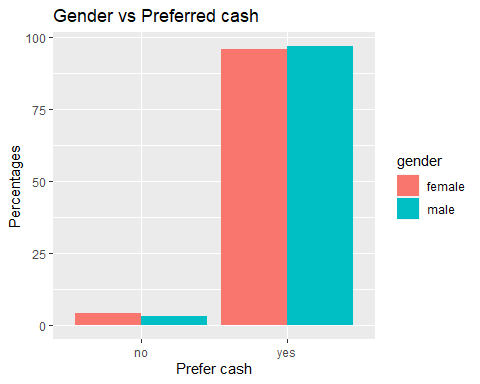 Gender vs Preferred cash
100
75
50
25
0
Percentages
no yes
Prefer cash
gender
female
male